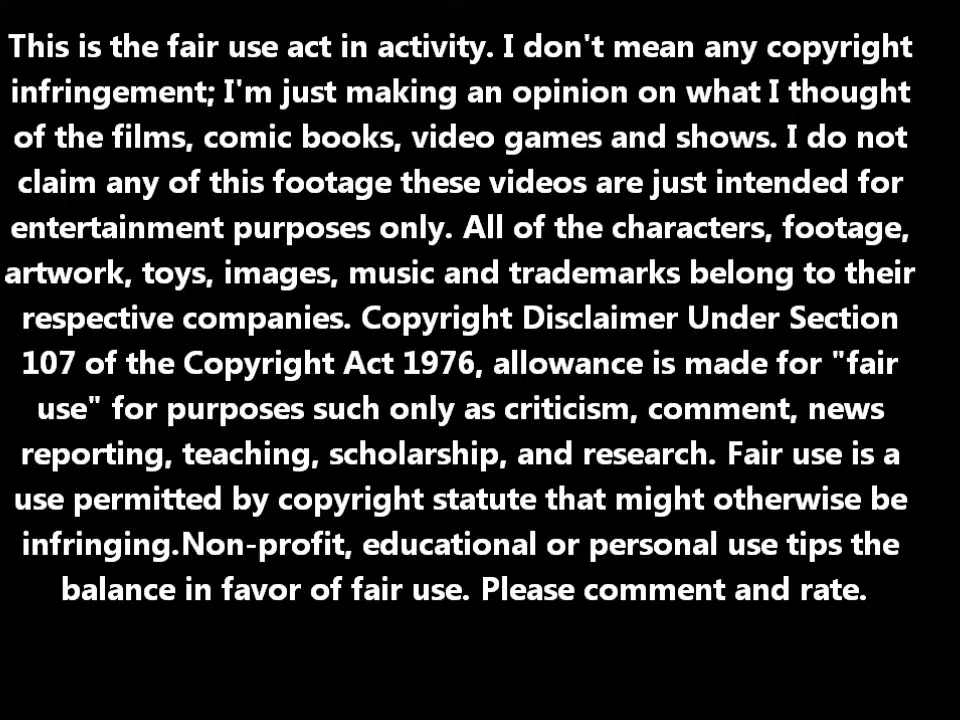 This is the fair use act in activity. I don't mean any copyright
infringement; I'm just making an opinion on what I thought
of the films, comic books, video games and shows. I do not
claim any of this footage these videos are just intended for
entertainment purposes only. All of the characters, footage,
artwork, toys, images, music and trademarks belong to their
respective companies. Copyright Disclaimer Under Section
107 of the Copyright Act 1976, allowance is made for "fair
use" for purposes such only as criticism, comment, news
reporting, teaching, scholarship, and research. Fair use is a
use permitted by copyright statute that might otherwise be
infringing.Non-profit, educational or personal use tips the
balance in favor of fair use. Please comment and rate.